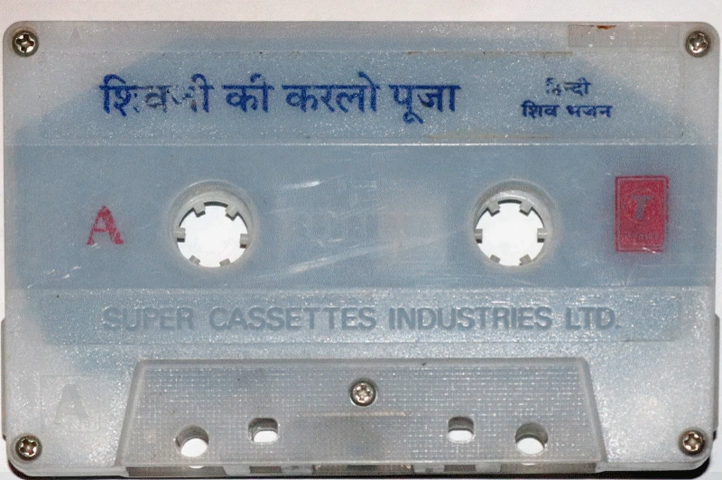 शिवजी की करलो पूजा
हिन्दी
शिव भजन
A
T
SUPER CASSETTES INDUSTRIES LTD.
A